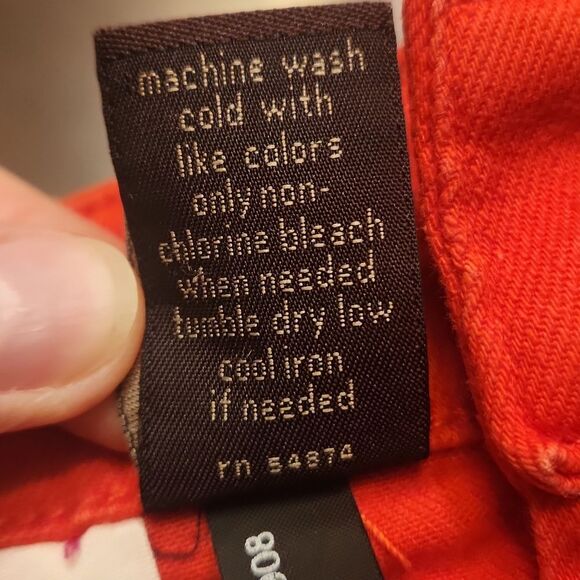 machine wash
cold with
like colors
only non-
chlorine bleach
when needed
tumble dry low
cool iron
if needed
rn 54874